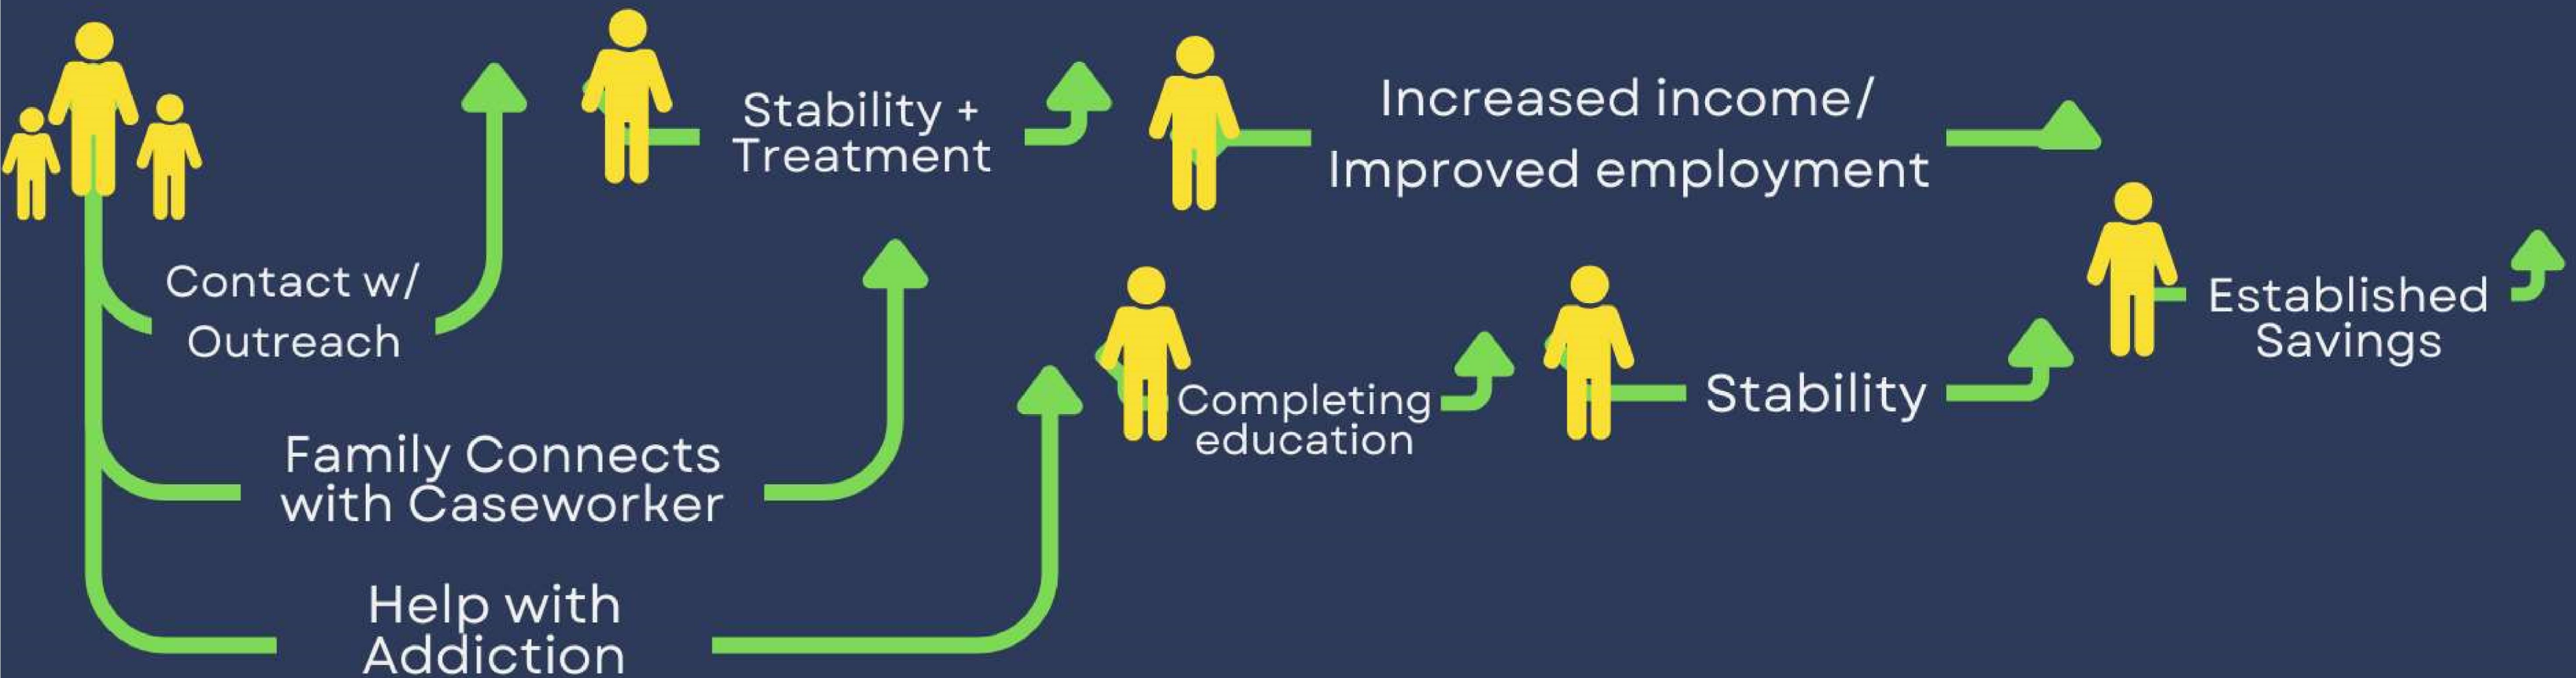 Stability +
Treatment
Increased income/
Improved employment
Contact w/
Outreach
Established
Savings
Completing
education
Stability
Family Connects
with Caseworker
Help with
Addiction